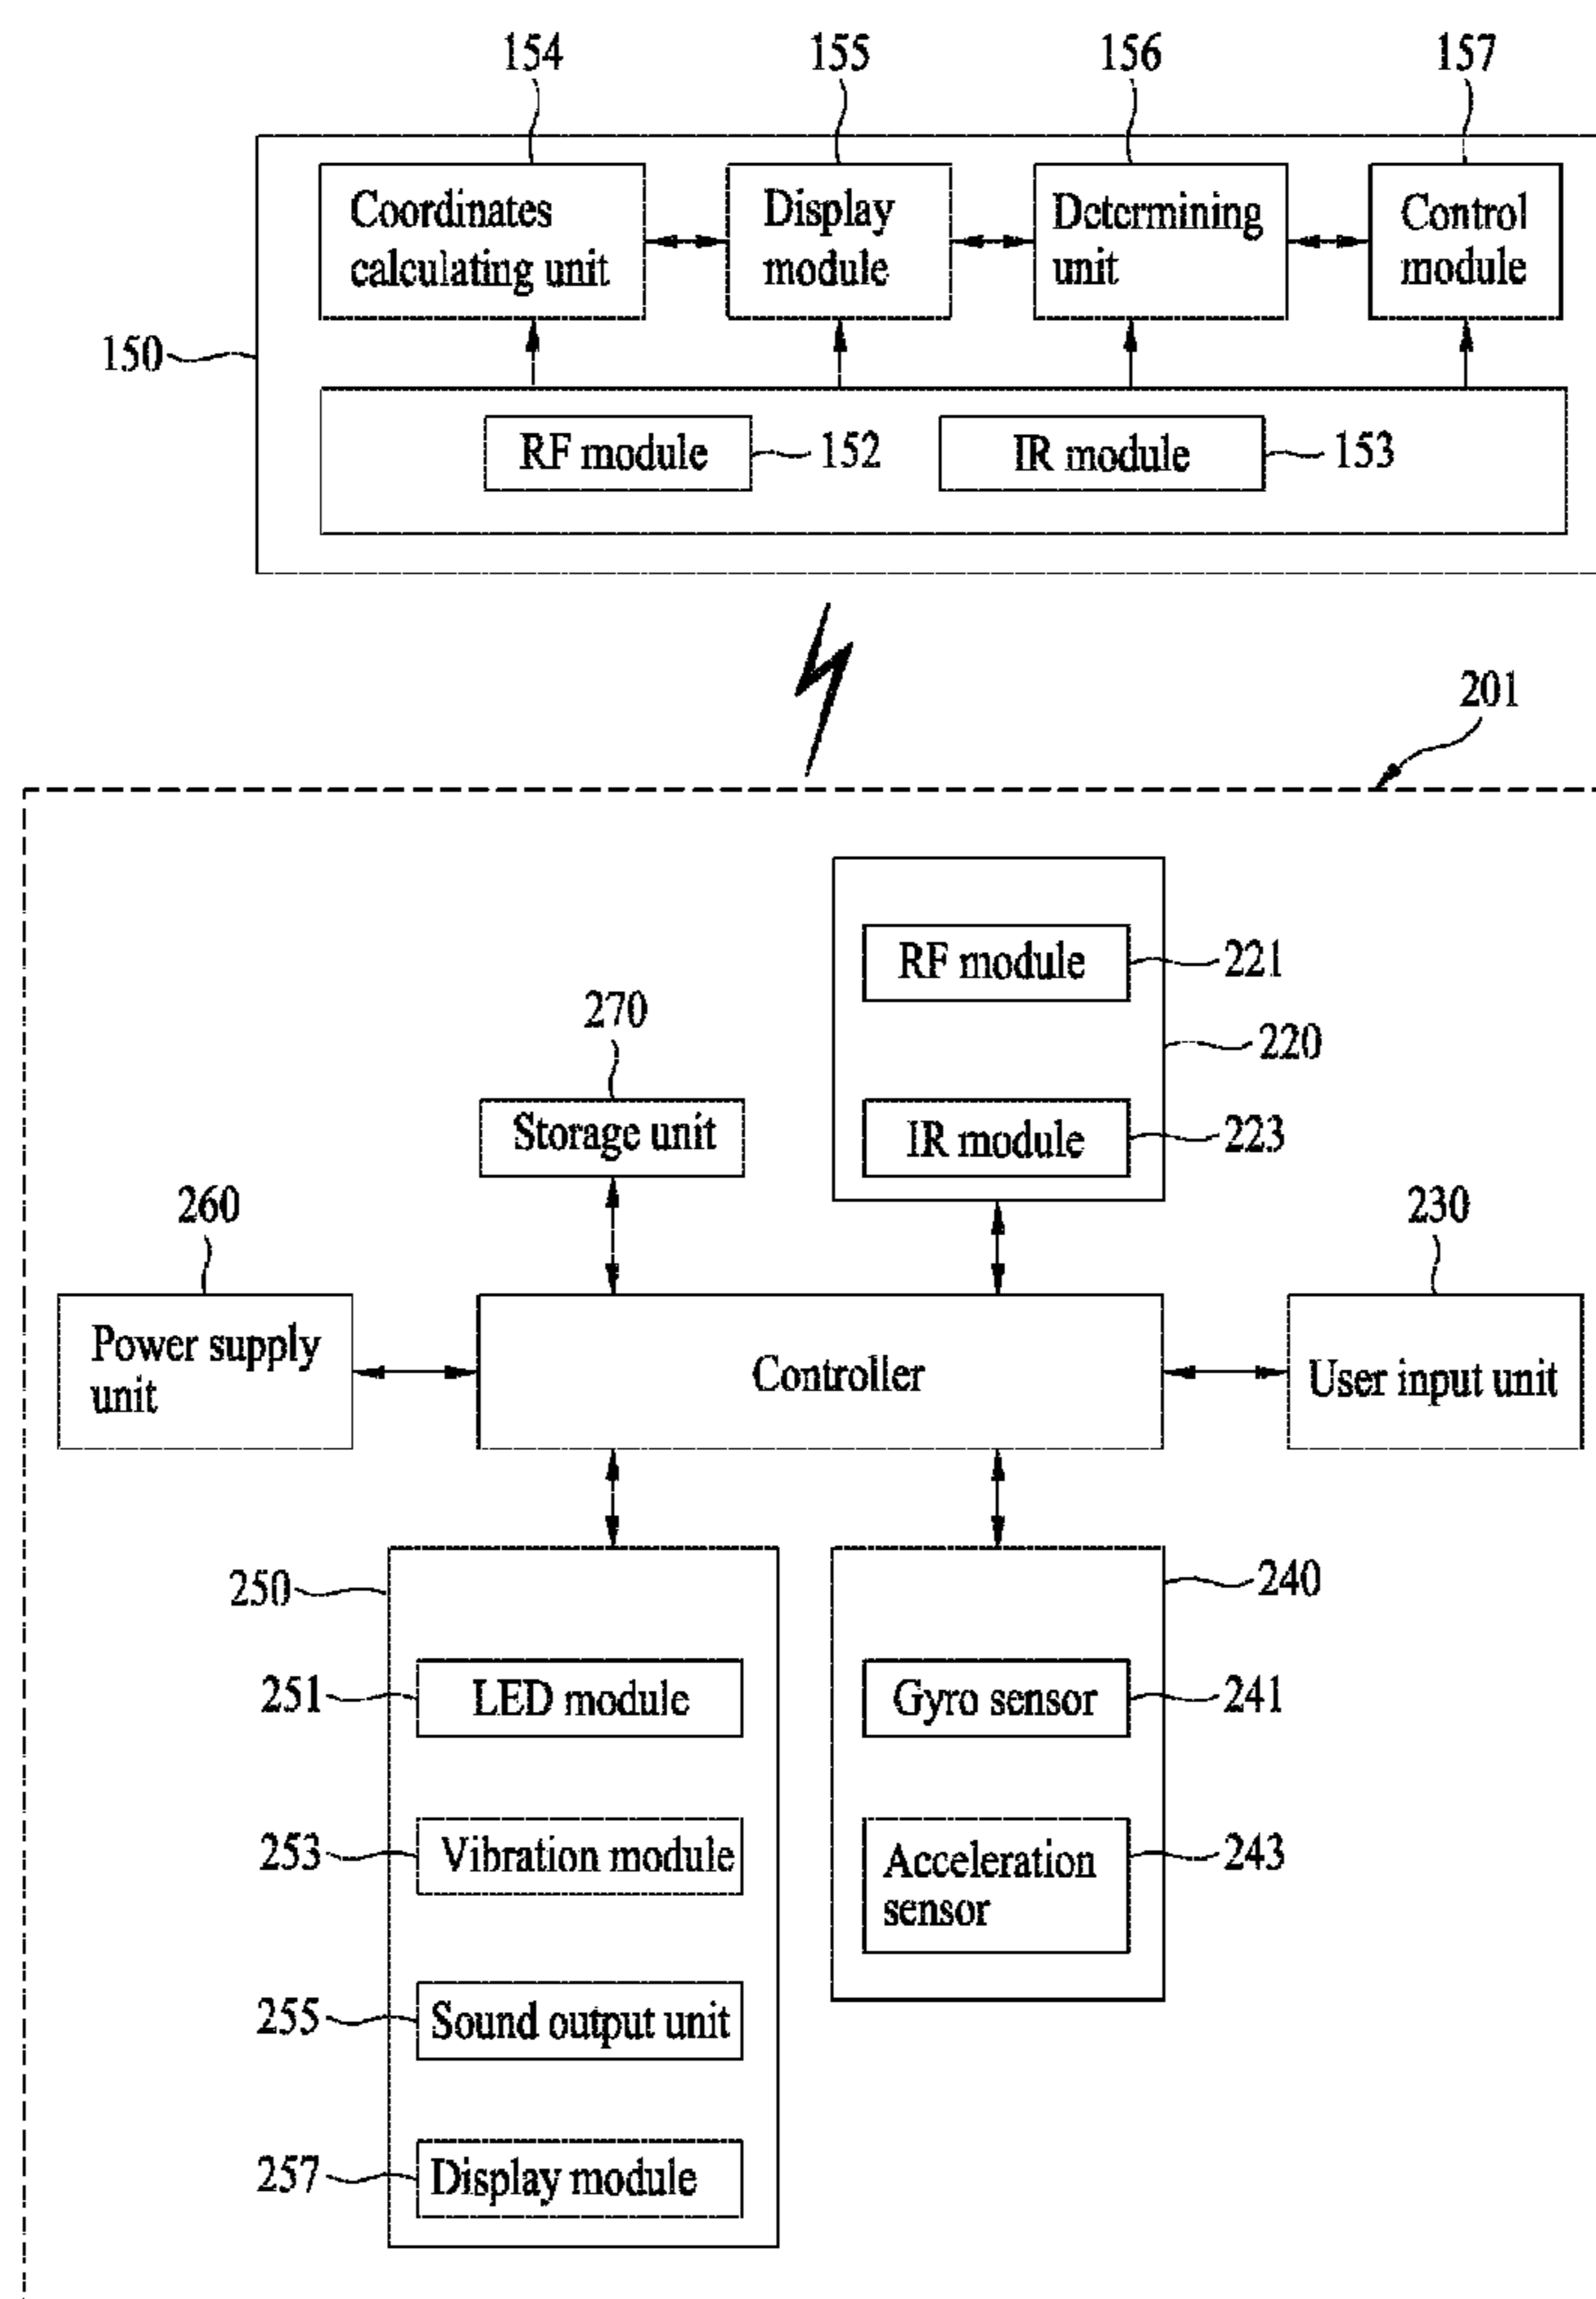 154
155
156
157
Coordinates
calculating unit
Display
module
Determining
unit
Control
module
150
RF module
152
IR module
153
201
RF module
221
220
IR module
223
270
Storage unit
260
230
Power supply
unit
Controller
User input unit
250
240
251
LED module
Gyro sensor
241
253
Vibration module
Acceleration
sensor
243
255
Sound output unit
257
Display module